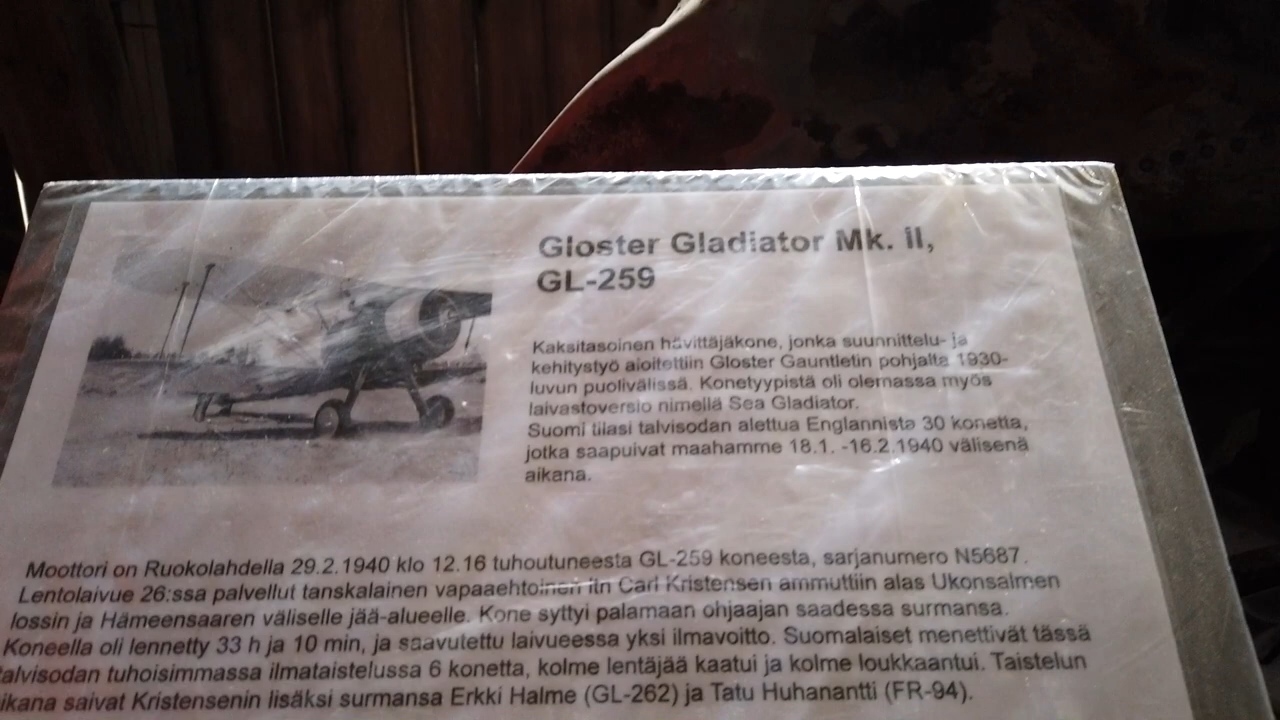 Gloster Gladiator Mk. II,
GL-259
Kaksitasoinen hävittäjäkone, jonka suunnittelu- ja
kehitystyö aloitettiin Gloster Gauntletin pohjalta 1930-
luvun puolivälissä. Konetyypistä oli olemassa myös
laivastoversio nimellä Sea Gladiator.
Suomi tilasi talvisodan alettua Englannista 30 konetta,
jotka saapuivat maahamme 18.1. -16.2.1940 välisenä
aikana.
Moottori on Ruokolahdella 29.2.1940 klo 12.16 tuhoutuneesta GL-259 koneesta, sarjanumero N5687.
Lentolaivue 26:ssa palvellut tanskalainen vapaaehtoinen ltn Carl Kristensen ammuttiin alas Ukonsalmen
lossin ja Hämeensaaren väliselle jää-alueelle. Kone syttyi palamaan ohjaajan saadessa surmansa.
Koneella oli lennetty 33 h ja 10 min, ja saavutettu laivueessa yksi ilmavoitto. Suomalaiset menettivät tässä
talvisodan tuhoisimmassa ilmataistelussa 6 konetta, kolme lentäjää kaatui ja kolme loukkaantui. Taistelun
aikana saivat Kristensenin lisäksi surmansa Erkki Halme (GL-262) ja Tatu Huhanantti (FR-94).